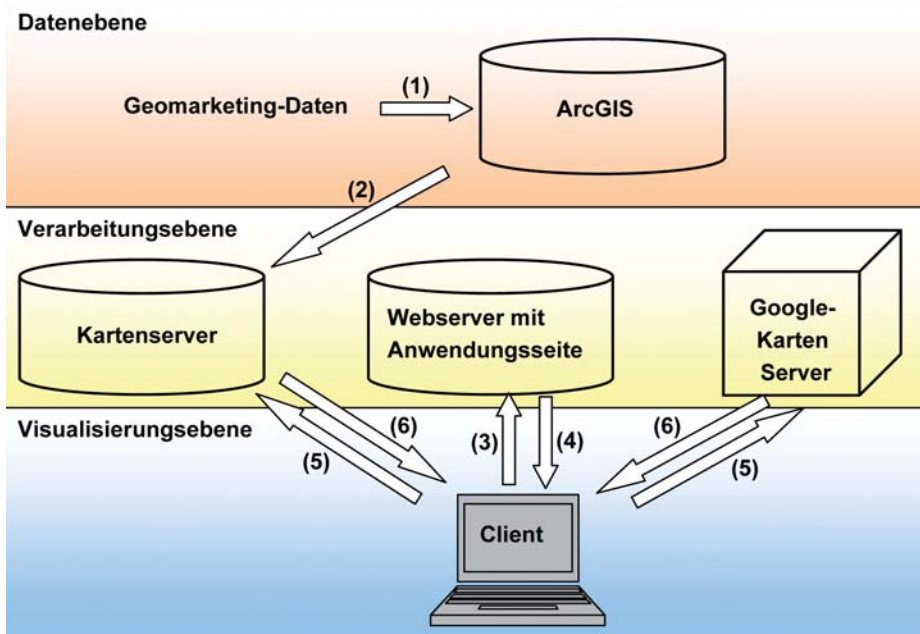 Datenebene
Geomarketing-Daten
(1)
ArcGIS
(2)
Verarbeitungsebene
Kartenserver
Webserver mit
Anwendungsseite
Google-
Karten
Server
Visualisierungsebene
(5)
(6)
(3)
(4)
(6)
(5)
Client